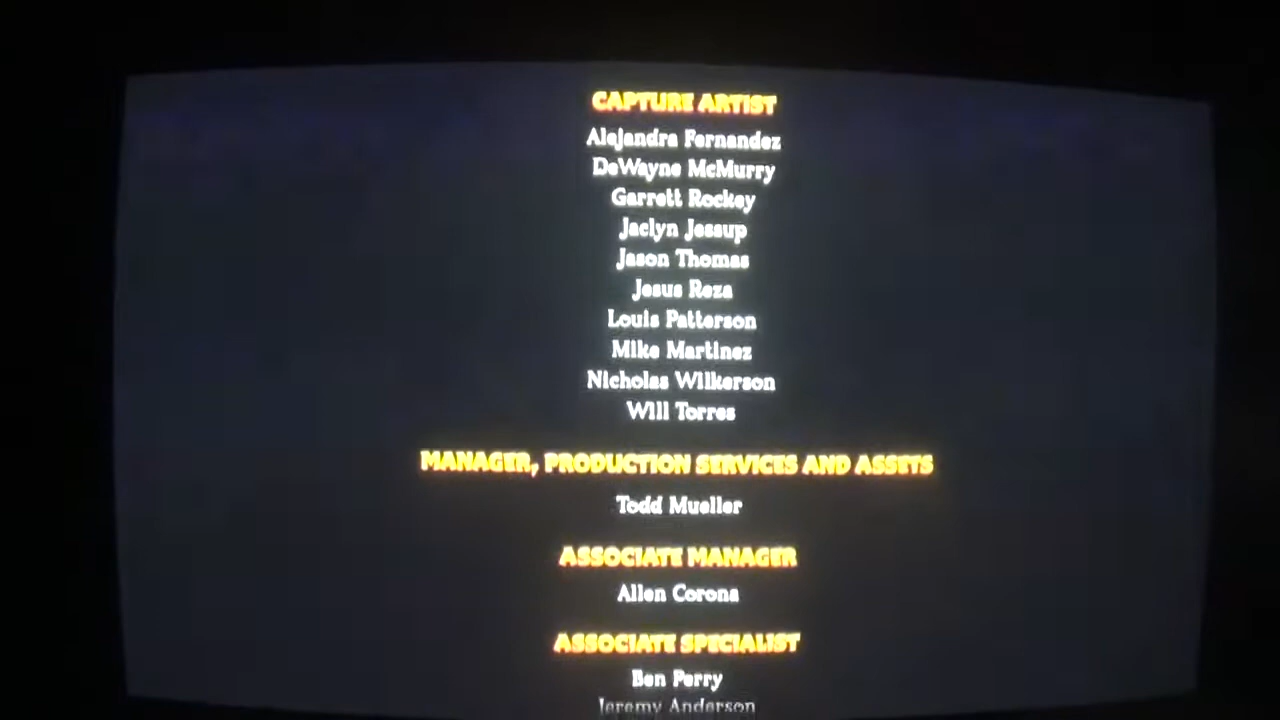 CAPTURE ARTIST
Alejandra Fernandez
DeWayne McMurry
Garrett Rockey
Jaclyn Jessup
Jason Thomas
Jesus Reza
Louis Patterson
Mike Martinez
Nicholas Wilkerson
Will Torres
MANAGER, PRODUCTION SERVICES AND ASSETS
Todd Mueller
ASSOCIATE MANAGER
Allen Corona
ASSOCIATE SPECIALIST
Ben Perry
Jeremy Anderson